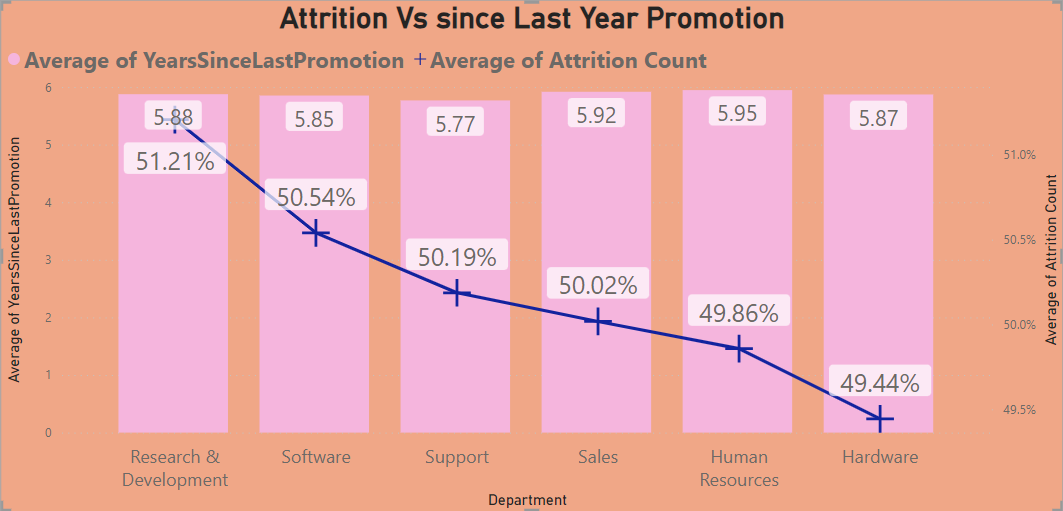 Attrition Vs since Last Year Promotion
Average of YearsSinceLastPromotion Average of Attrition Count
6
5
4
3
2
1
0
Average of YearsSinceLastPromotion
5.88
5.85
5.77
5.92
5.95
5.87
51.21%
50.54%
50.19%
50.02%
49.86%
49.44%
51.0%
50.5%
50.0%
49.5%
Average of Attrition Count
Research &
Development
Software
Support
Sales
Human
Resources
Hardware
Department